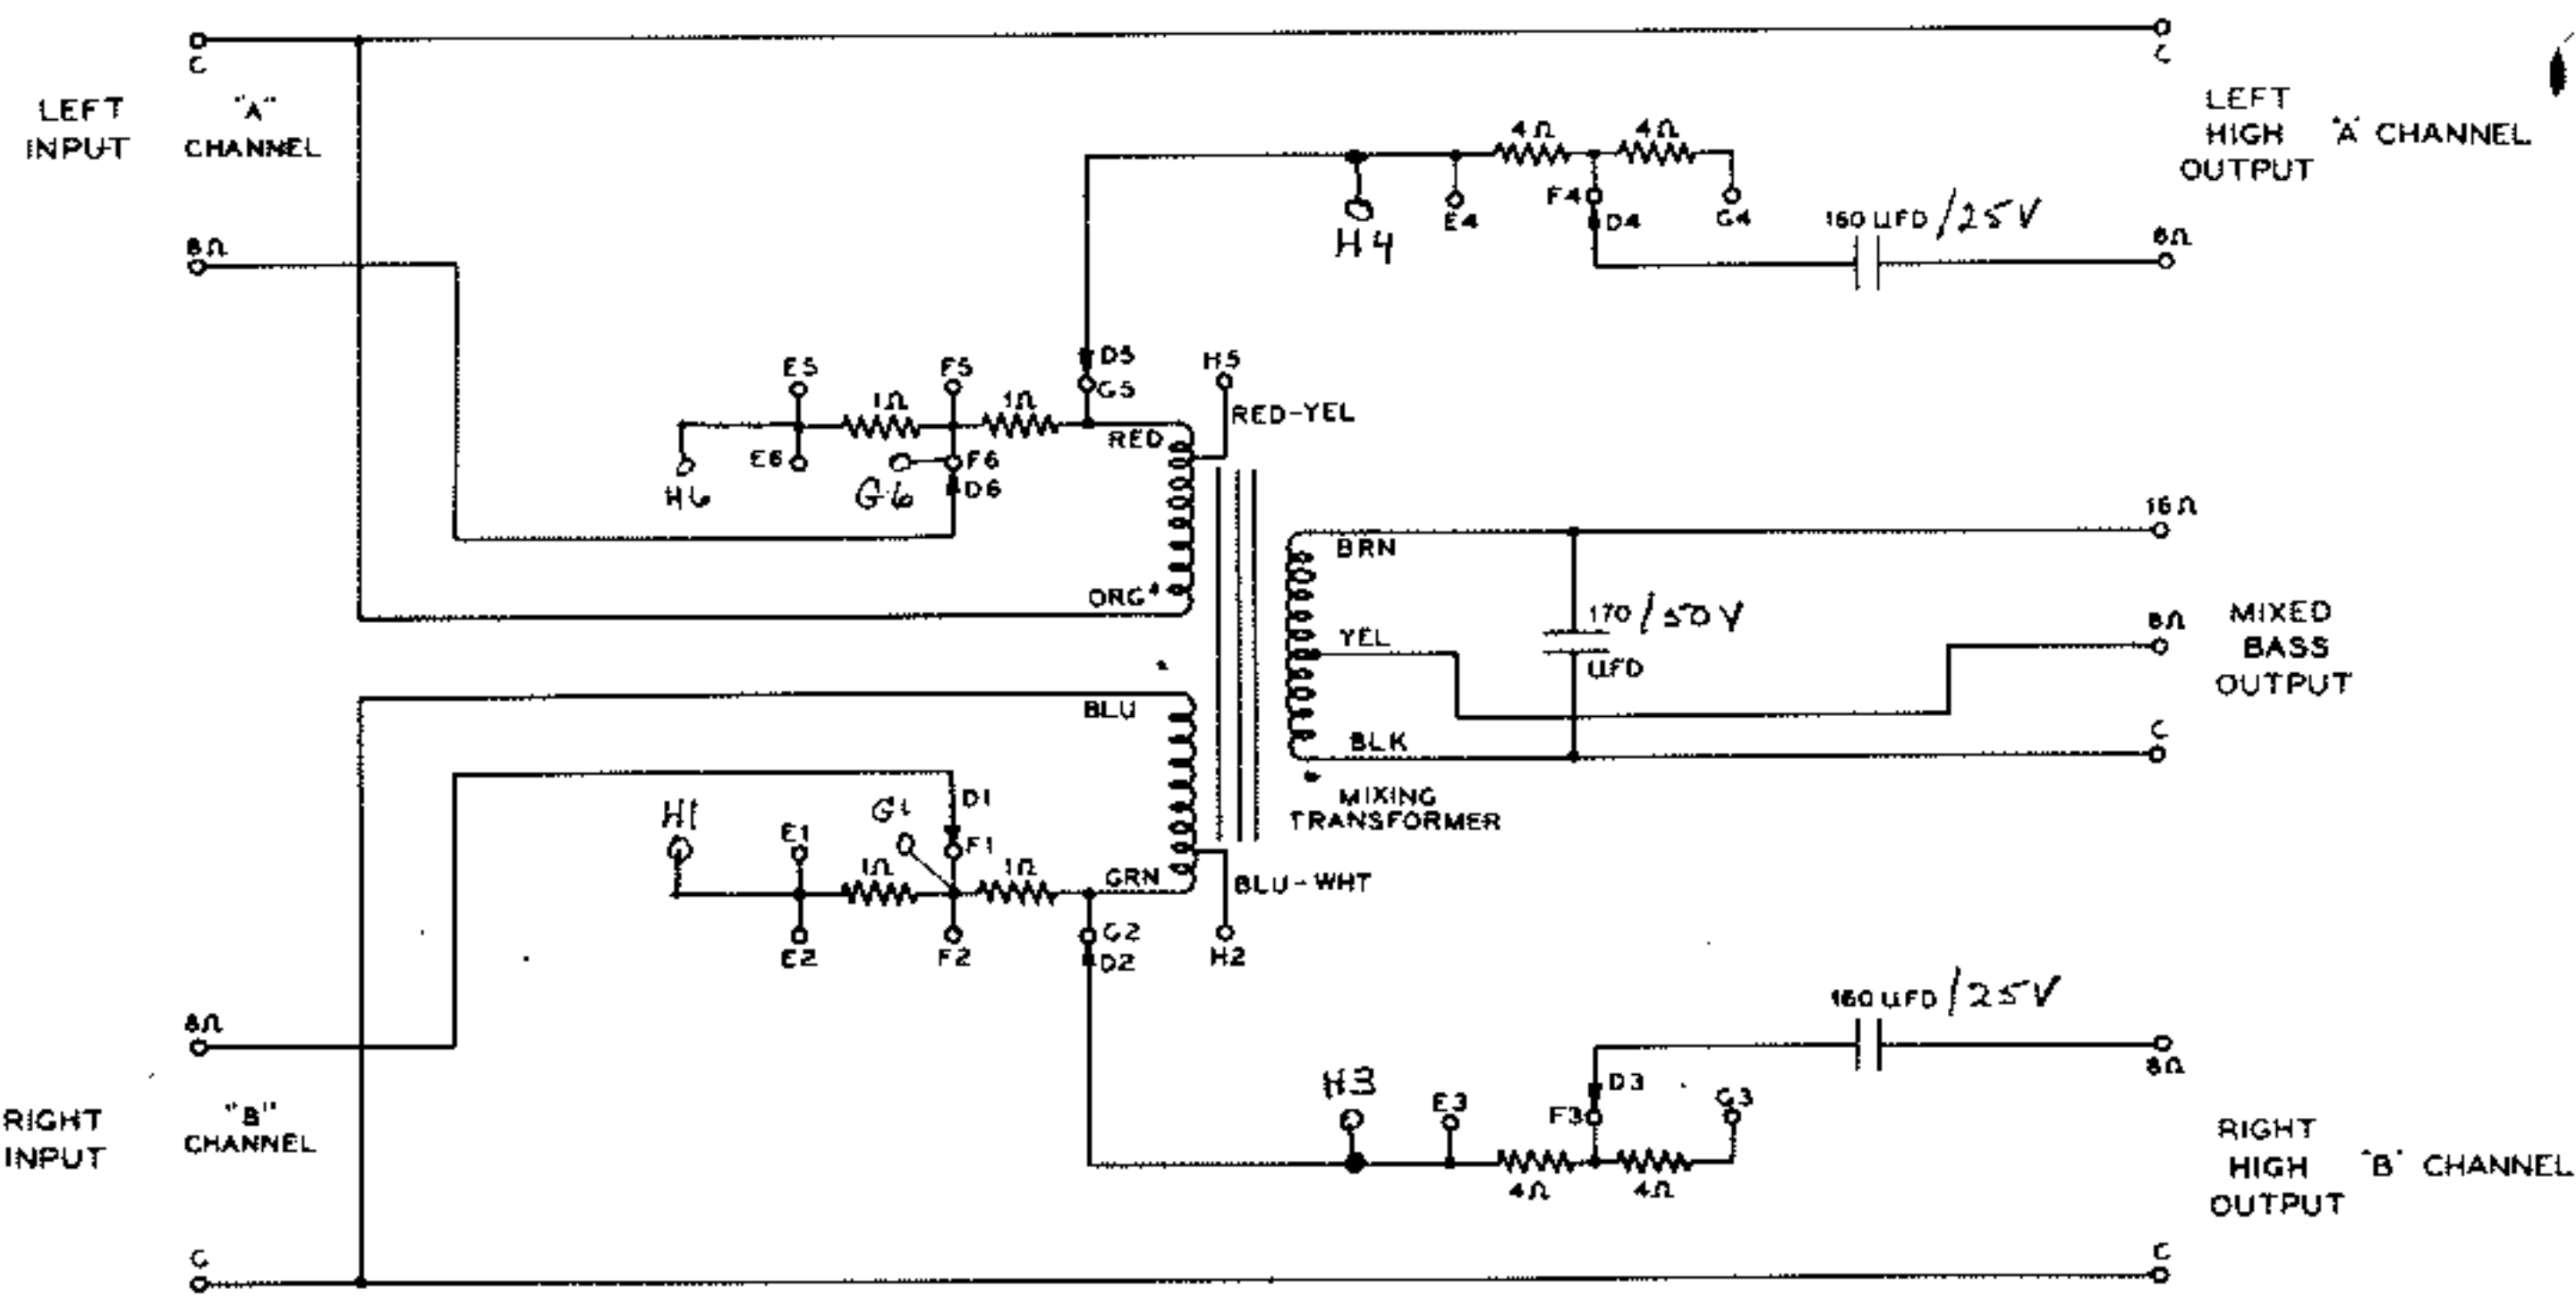 C
C
LEFT INPUT
"A" CHANNEL
LEFT HIGH OUTPUT
"A" CHANNEL
4Ω
4Ω
8Ω
H4
E4
F4
D4
G4
160 UFD /25V
8Ω
E5
F5
D5
G5
H5
1Ω
1Ω
RED
RED-YEL
H6
E6
G6
F6
D6
16Ω
BRN
ORG
170 /50V
UFD
YEL
8Ω
MIXED BASS OUTPUT
BLU
BLK
C
MIXING TRANSFORMER
H1
E1
G1
D1
F1
1Ω
1Ω
GRN
BLU-WHT
E2
F2
G2
D2
H2
8Ω
160 UFD /25V
8Ω
H3
E3
F3
D3
G3
4Ω
4Ω
RIGHT INPUT
"B" CHANNEL
RIGHT HIGH OUTPUT
"B" CHANNEL
C
C